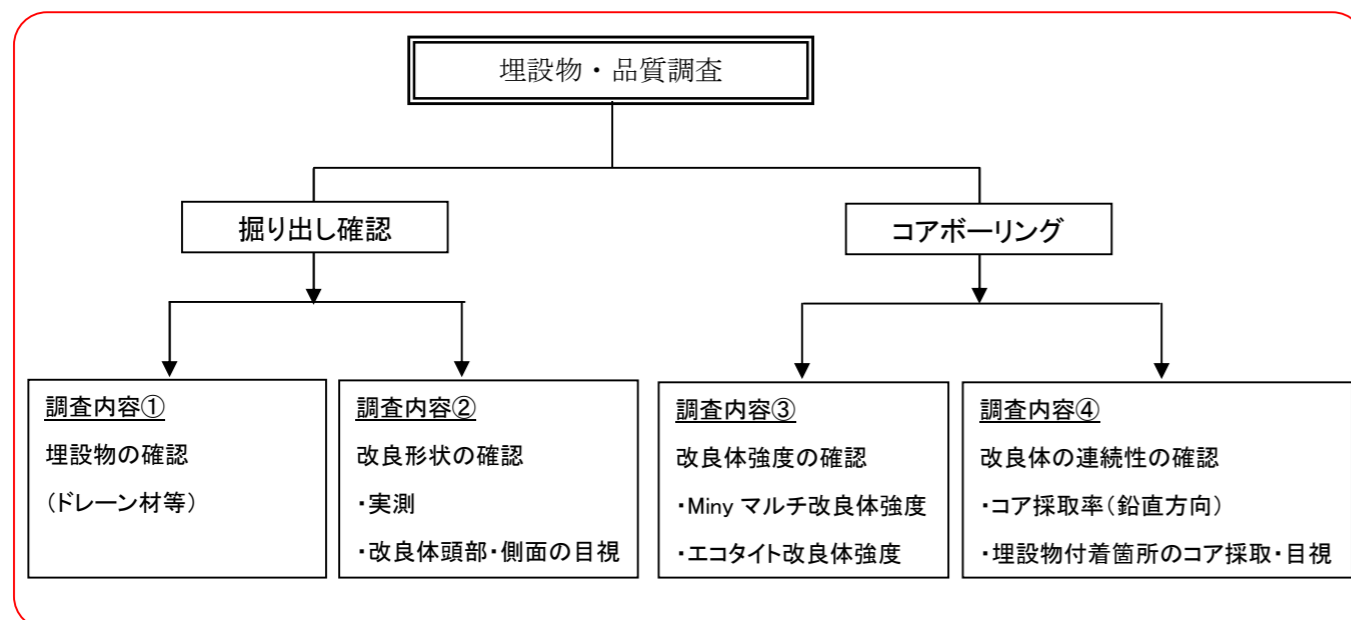 埋設物・品質調査
掘り出し確認
コアボーリング
調査内容①
埋設物の確認
(ドレーン材等)
調査内容②
改良形状の確認
・実測
・改良体頭部・側面の目視
調査内容③
改良体強度の確認
・Miny マルチ改良体強度
・エコタイト改良体強度
調査内容④
改良体の連続性の確認
・コア採取率(鉛直方向)
・埋設物付着箇所のコア採取・目視